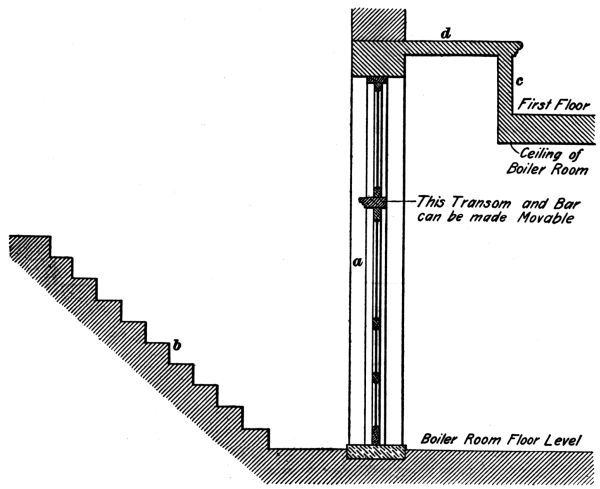 d
c
First Floor
Ceiling of
Boiler Room
This Transom and Bar
can be made Movable
a
b
Boiler Room Floor Level